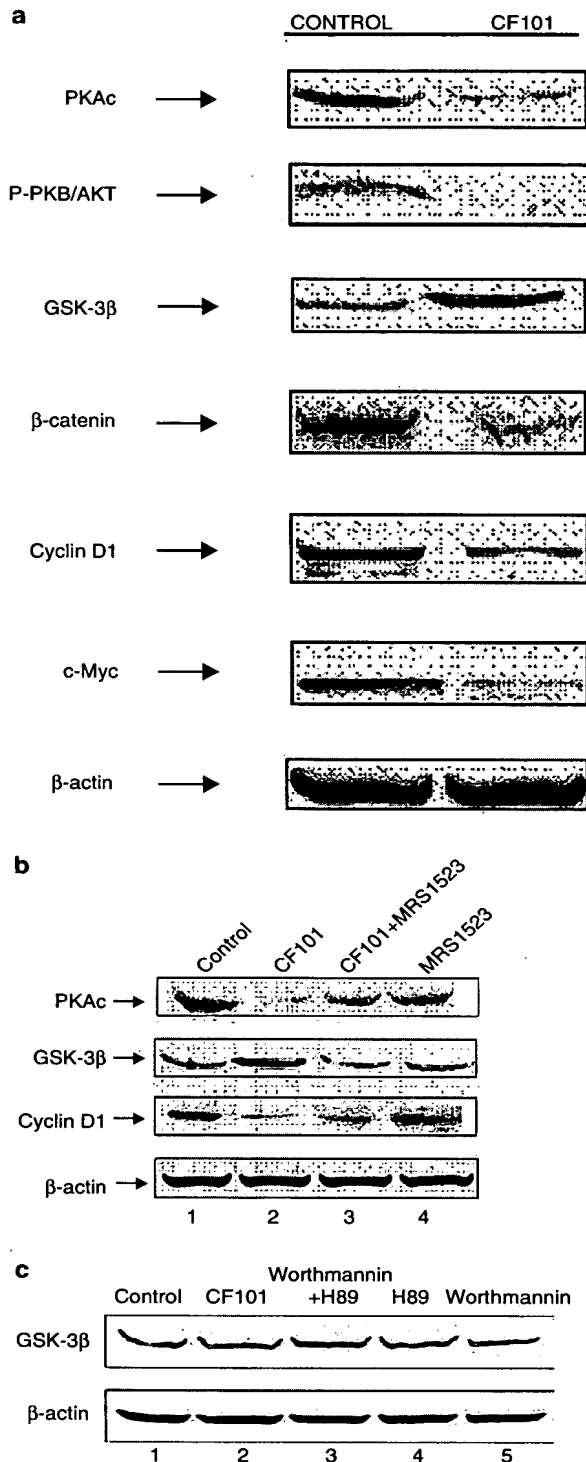 a
CONTROL CF101
PKAc
P-PKB/AKT
GSK-3β
β-catenin
Cyclin D1
c-Myc
β-actin
b
Control CF101 CF101+MRS1523 MRS1523
PKAc
GSK-3β
Cyclin D1
β-actin
1 2 3 4
c
Worthmannin
Control CF101 +H89 H89 Worthmannin
GSK-3β
β-actin
1 2 3 4 5